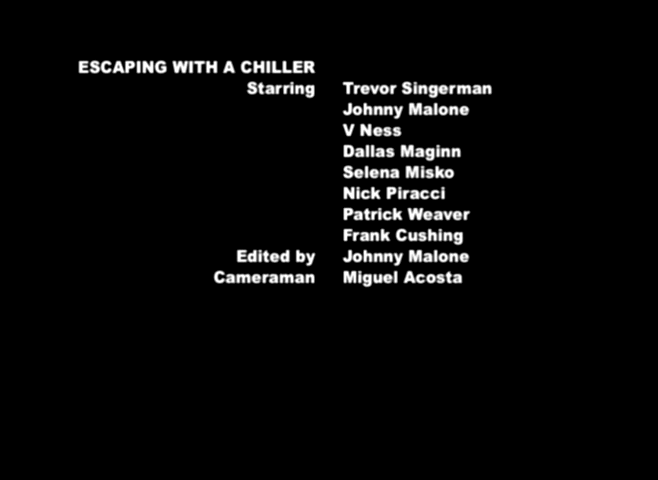 ESCAPING WITH A CHILLER
Starring Trevor Singerman
Johnny Malone
V Ness
Dallas Maginn
Selena Misko
Nick Piracci
Patrick Weaver
Frank Cushing
Edited by Johnny Malone
Cameraman Miguel Acosta